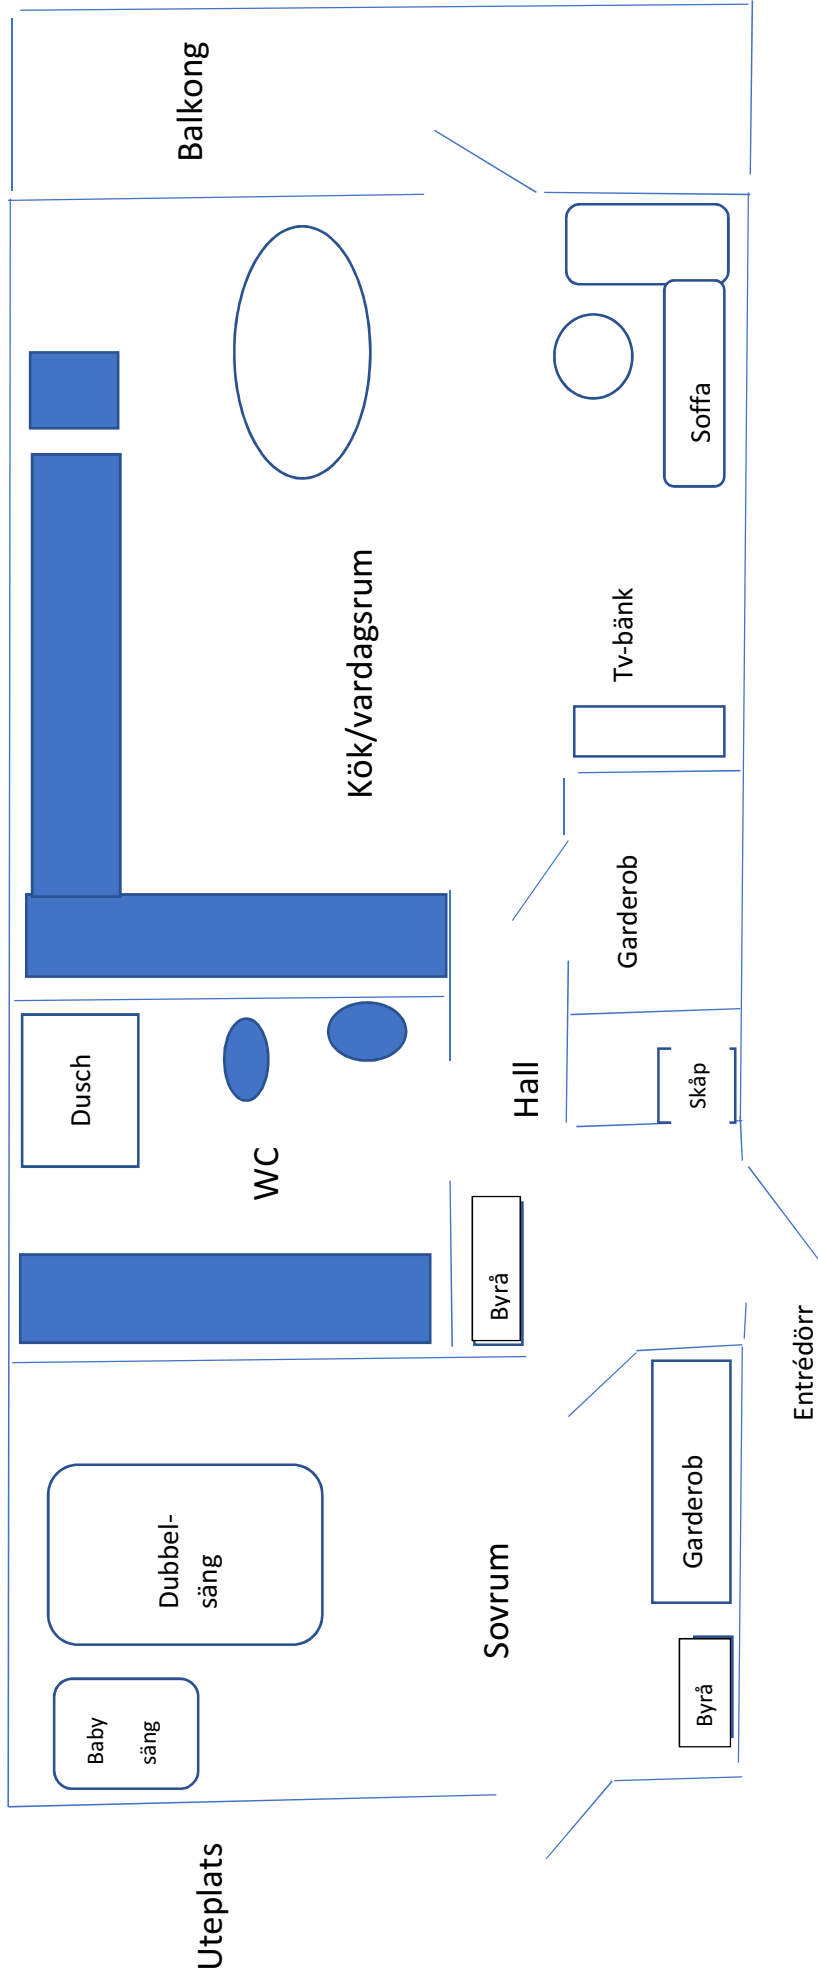 Uteplats
Baby
säng
Dubbel-
säng
Sovrum
Byrå
Garderob
Dusch
WC
Byrå
Hall
Skåp
Entrédörr
Garderob
Kök/vardagsrum
Tv-bänk
Soffa
Balkong